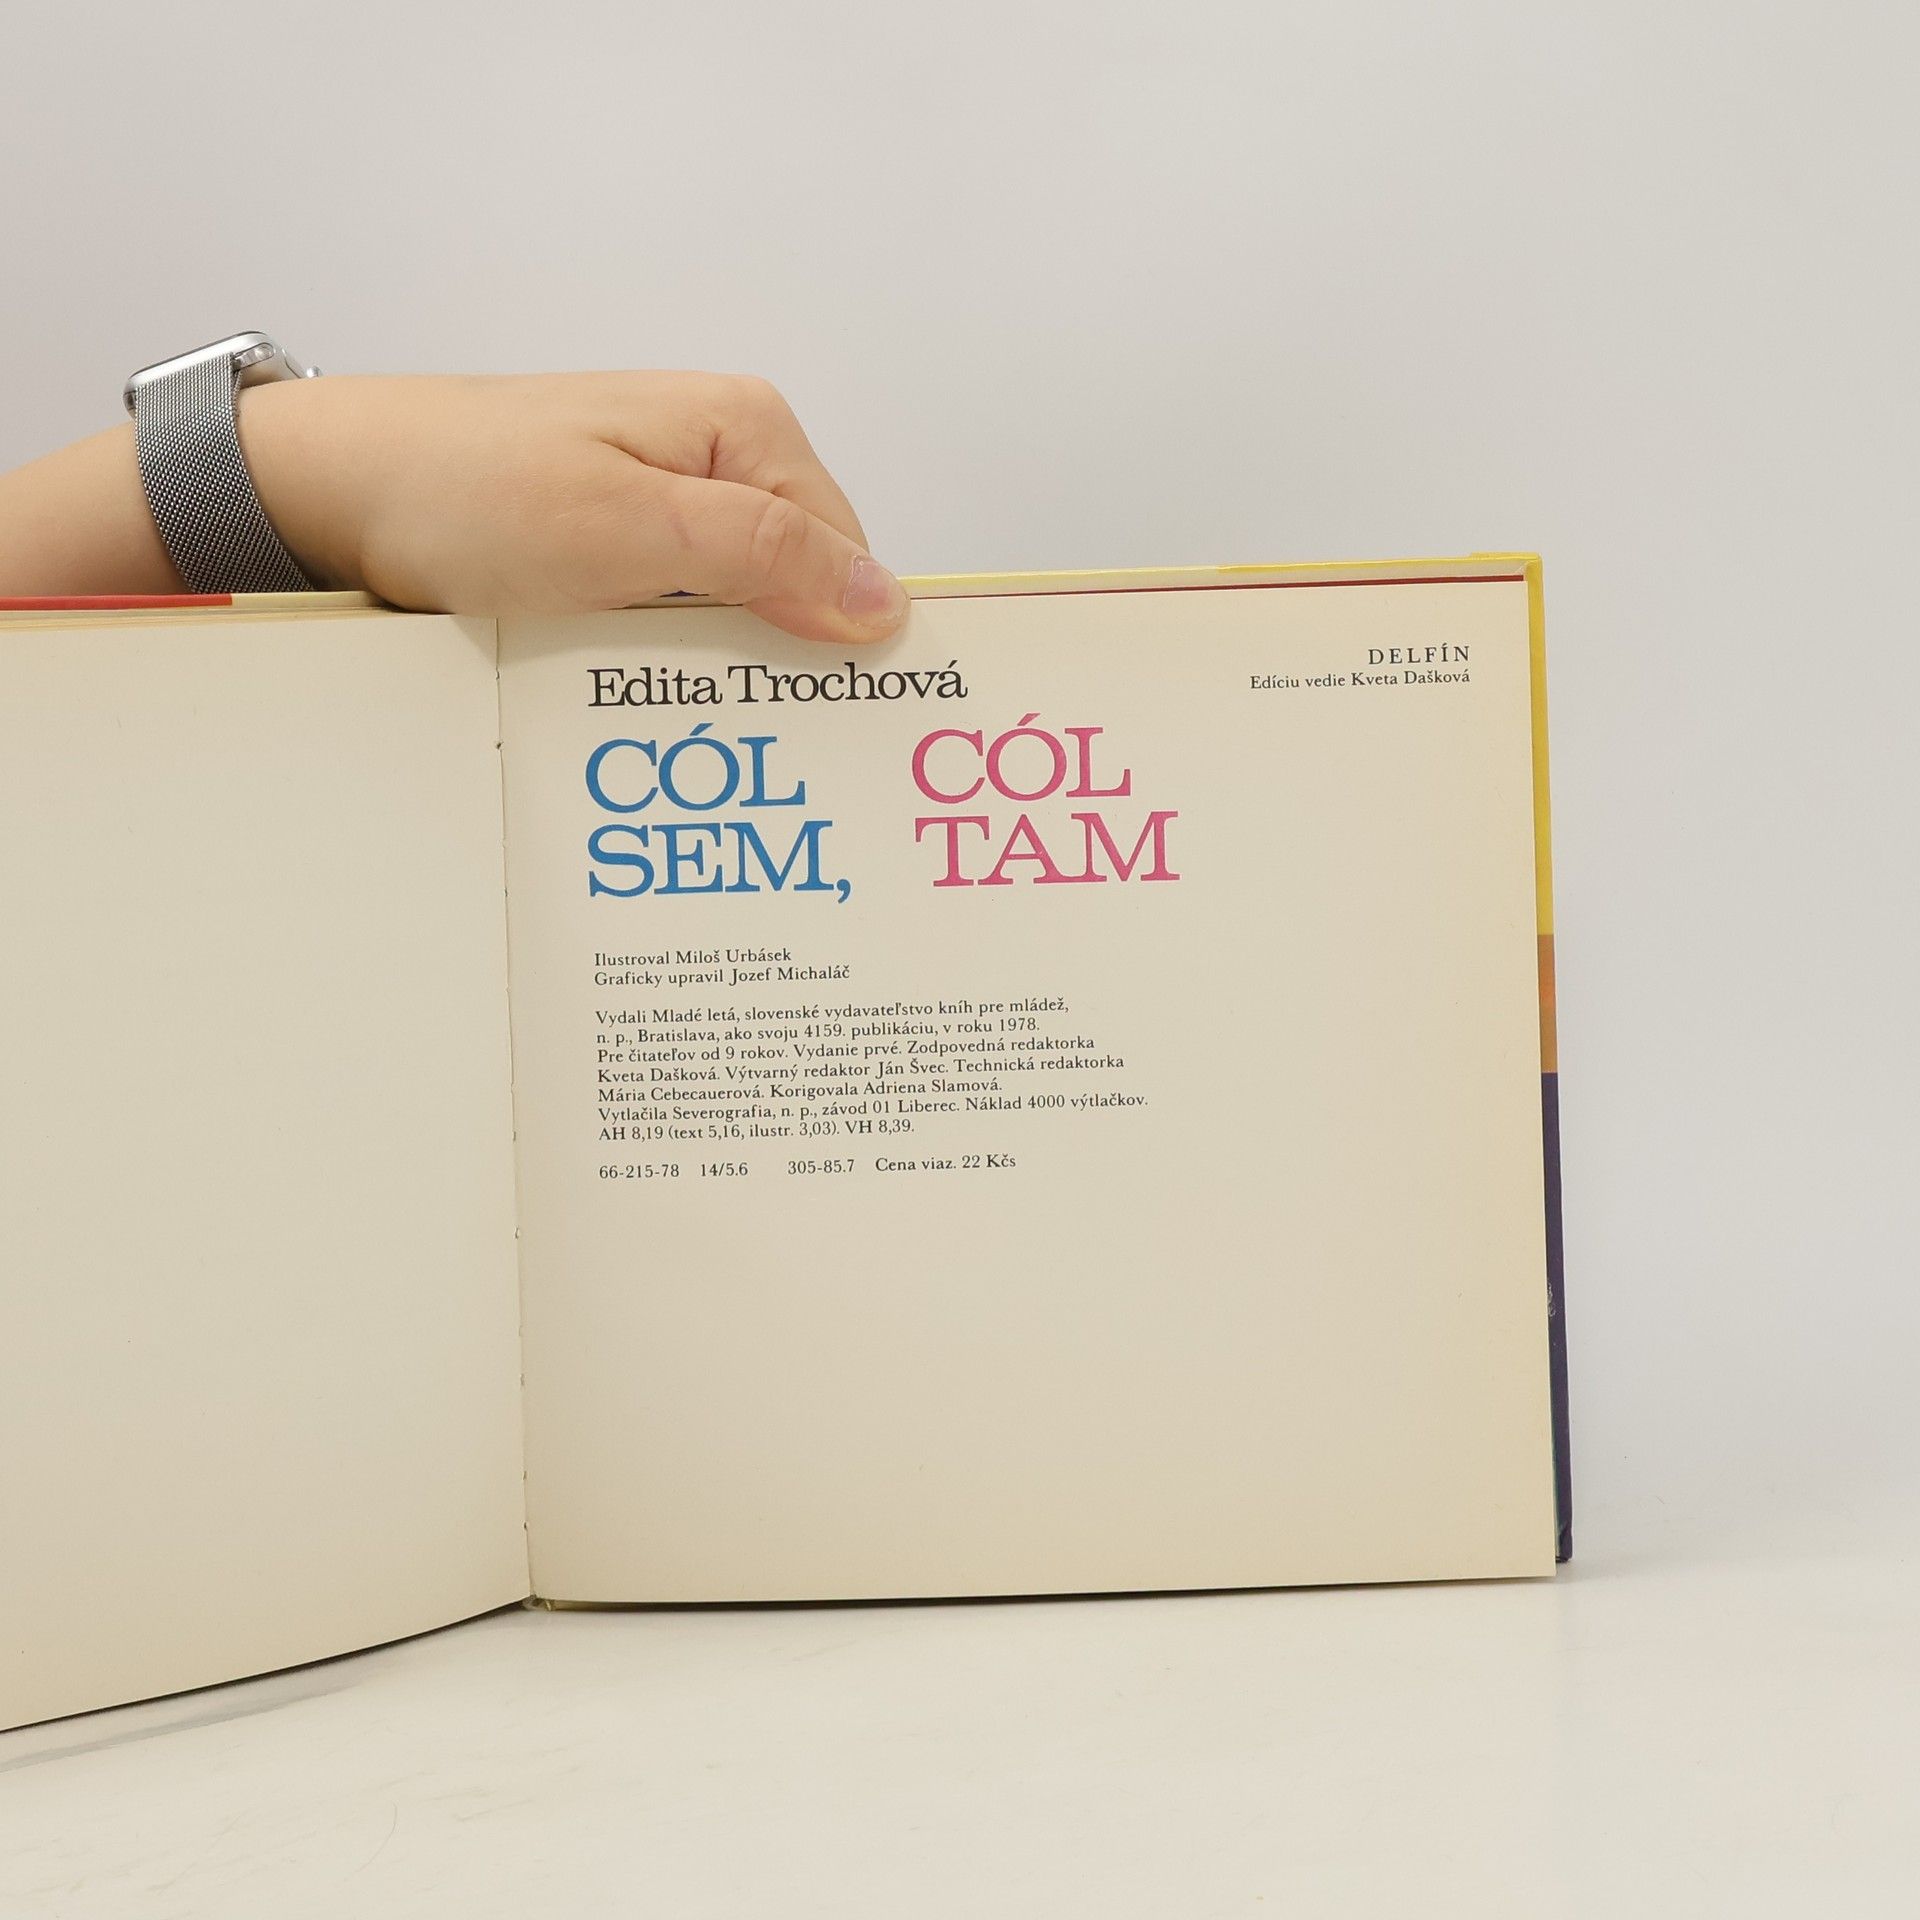 Edita Trochová
CÓL CÓL
SEM, TAM
DELFÍN
Edíciu vedie Kveta Dašková
Ilustroval Miloš Urbásek
Graficky upravil Jozef Michaláč
Vydali Mladé letá, slovenské vydavateľstvo kníh pre mládež,
n. p., Bratislava, ako svoju 4159. publikáciu, v roku 1978.
Pre čitateľov od 9 rokov. Vydanie prvé. Zodpovedná redaktorka
Kveta Dašková. Výtvarný redaktor Ján Švec. Technická redaktorka
Mária Cebecauerová. Korigovala Adriena Slamová.
Vytlačila Severografia, n. p., závod 01 Liberec. Náklad 4000 výtlačkov.
AH 8,19 (text 5,16, ilustr. 3,03). VH 8,39.
66-215-78 14/5.6 305-85.7 Cena viaz. 22 Kčs